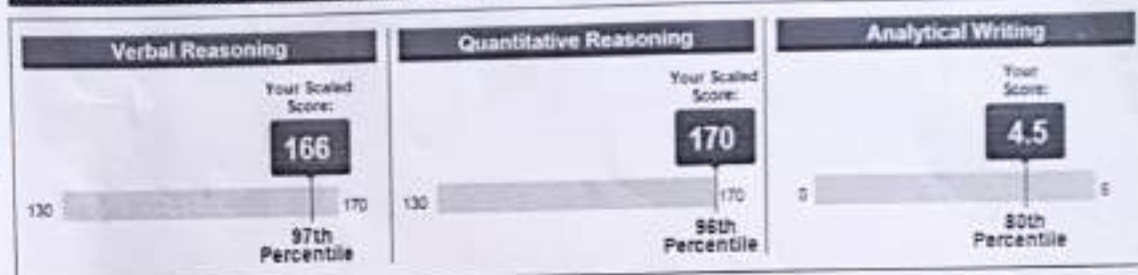 Verbal Reasoning
Your Scaled
Score:
166
130
170
97th
Percentile
Quantitative Reasoning
Your Scaled
Score:
170
130
170
96th
Percentile
Analytical Writing
Your
Score:
4.5
0
6
80th
Percentile